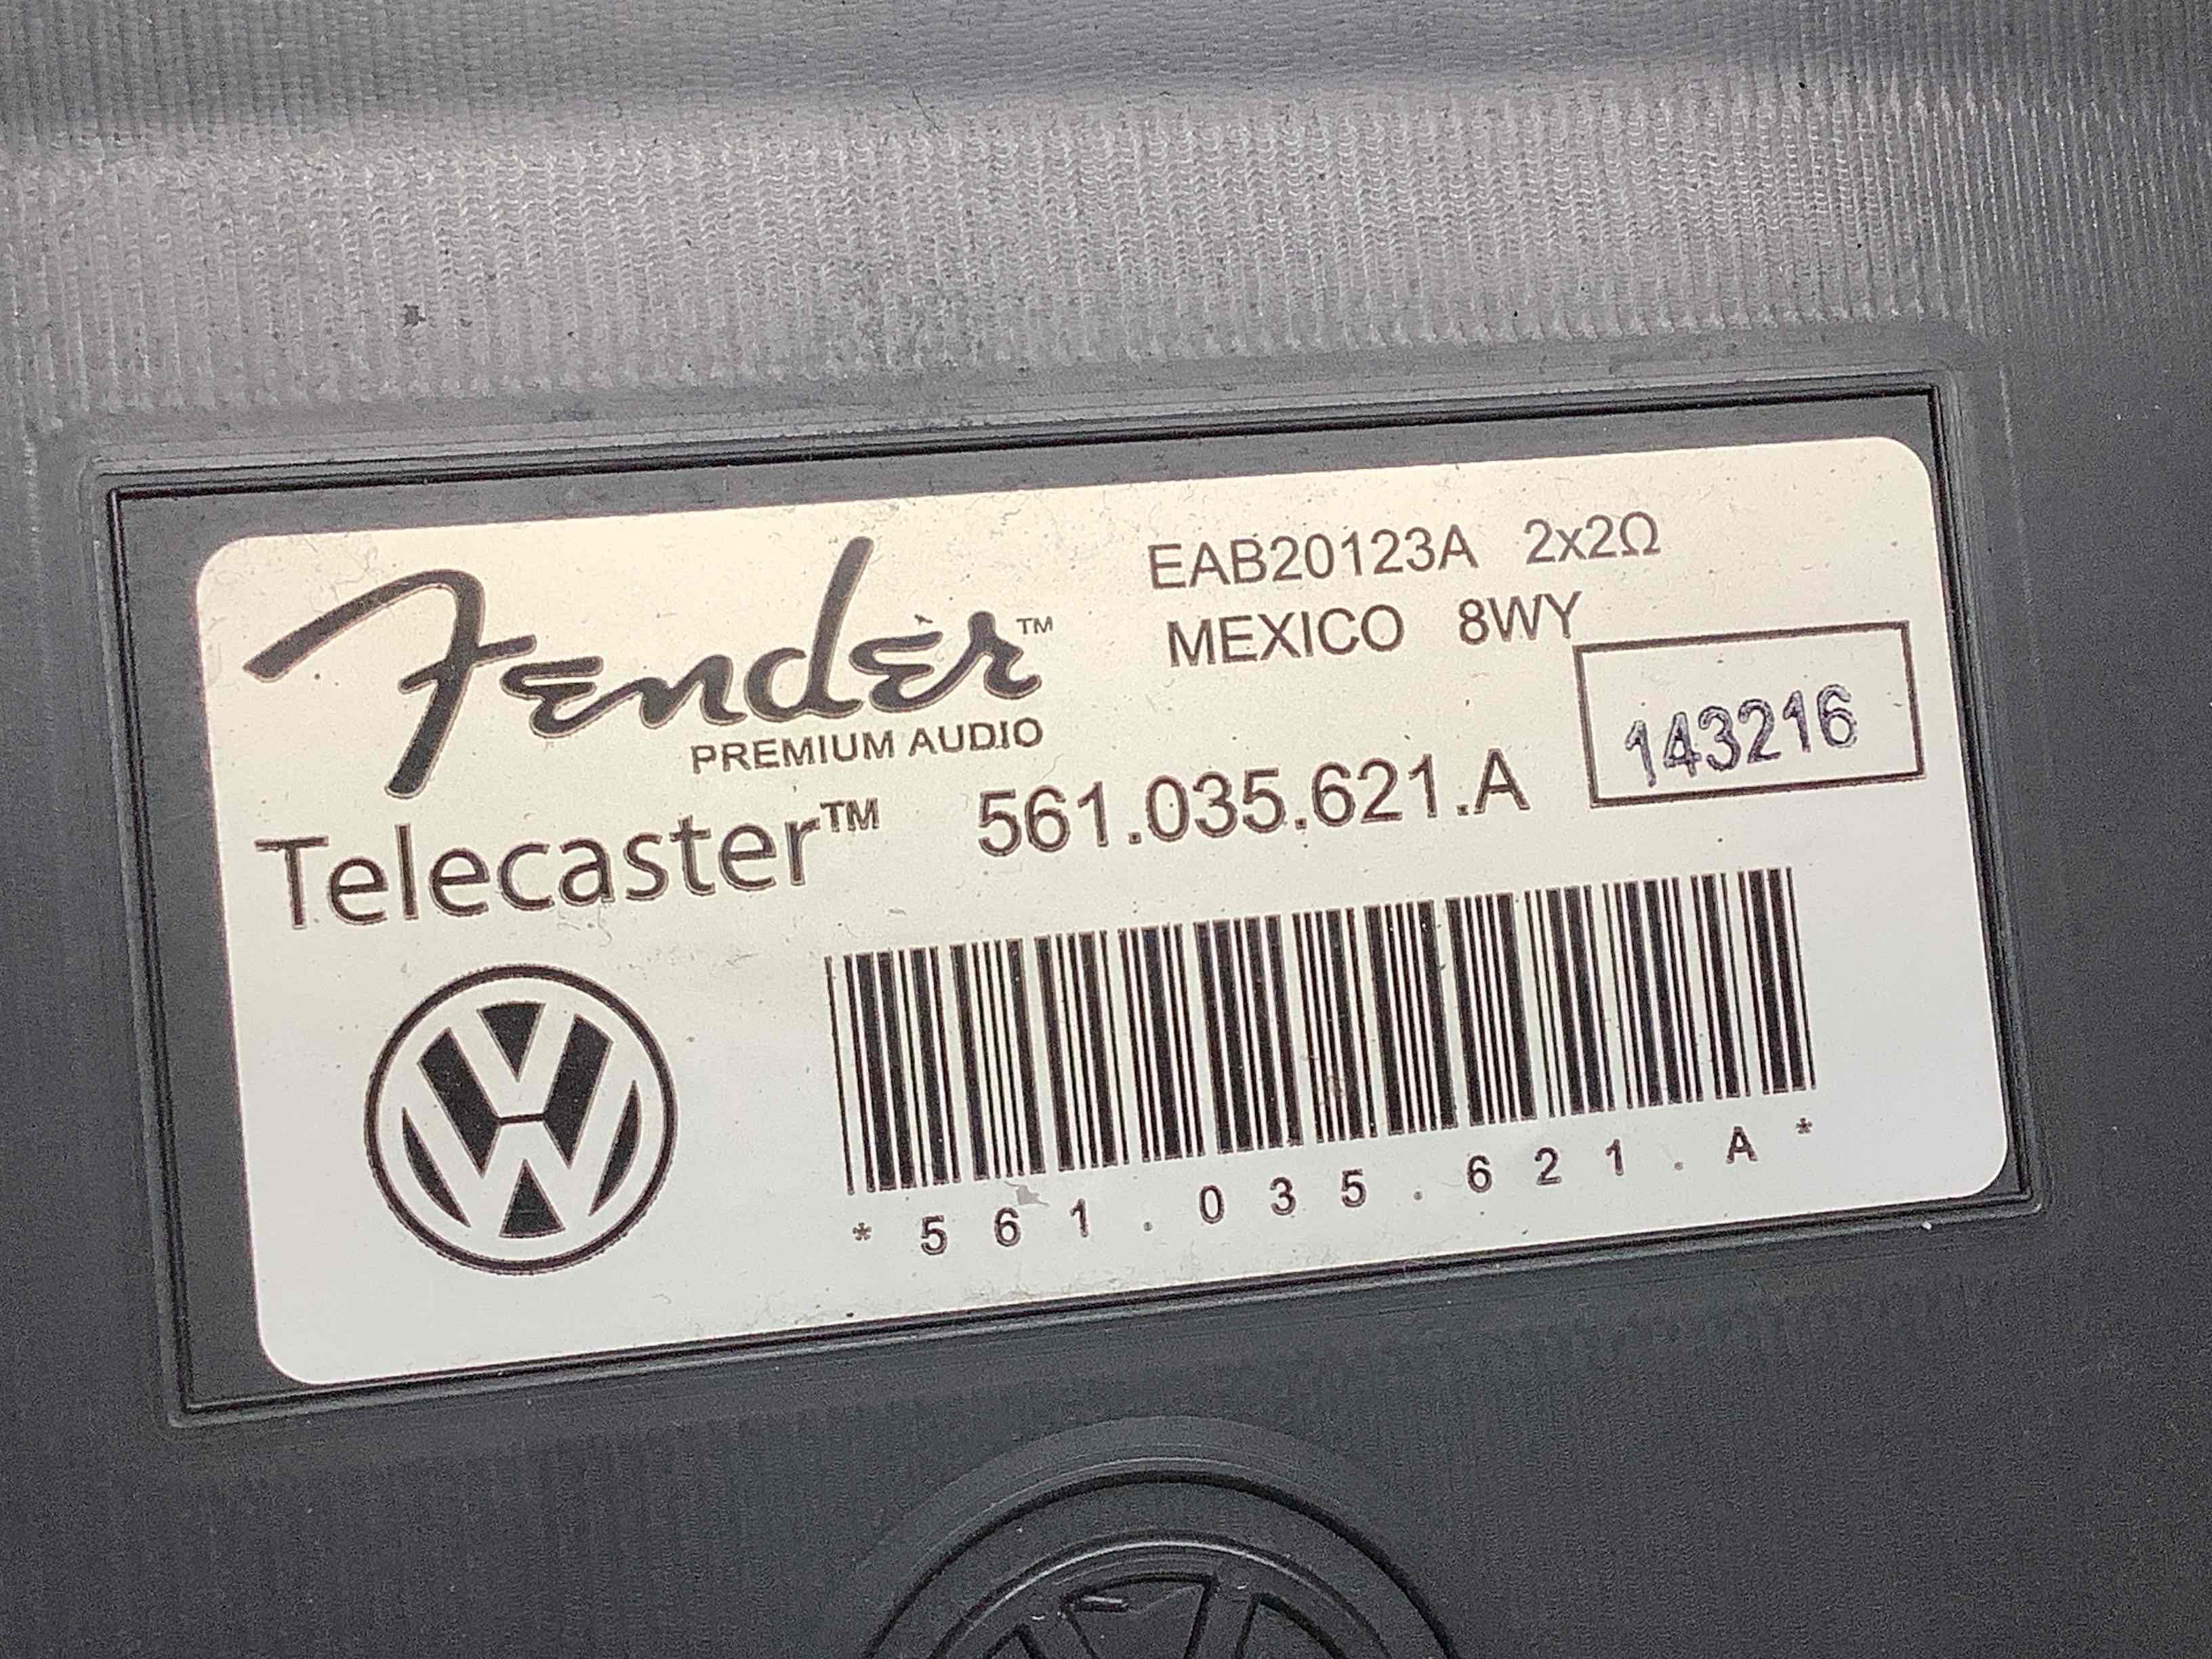 Fender™
PREMIUM AUDIO
EAB20123A 2x2Ω
MEXICO 8WY
143216
Telecaster™ 561.035.621.A
*561.035.621.A*